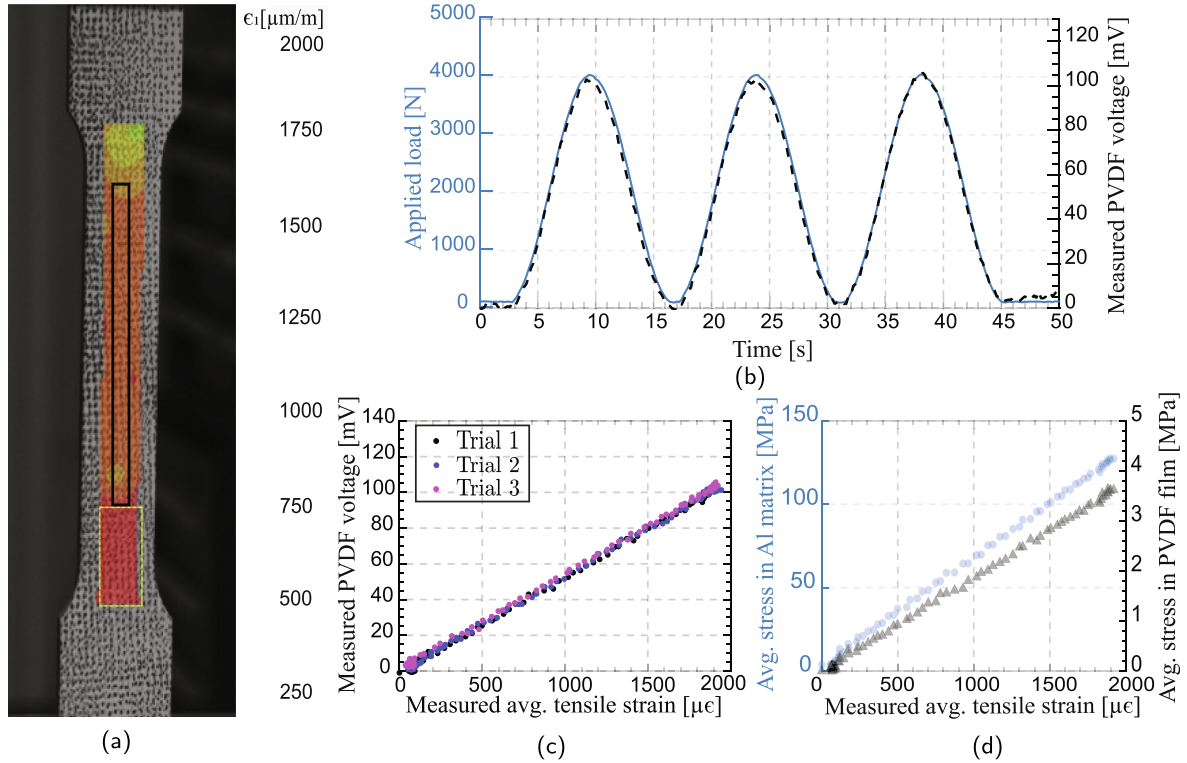 ϵ₁[µm/m]
2000
1750
1500
1250
1000
750
500
250
(a)
5000
4000
3000
2000
1000
0
Applied load [N]
120
100
80
60
40
20
0
Measured PVDF voltage [mV]
0 5 10 15 20 25 30 35 40 45 50
Time [s]
(b)
140
120
100
80
60
40
20
0
Measured PVDF voltage [mV]
Trial 1
Trial 2
Trial 3
0 500 1000 1500 2000
Measured avg. tensile strain [µϵ]
(c)
150
100
50
0
Avg. stress in Al matrix [MPa]
5
4
3
2
1
0
Avg. stress in PVDF film [MPa]
0 500 1000 1500 2000
Measured avg. tensile strain [µϵ]
(d)